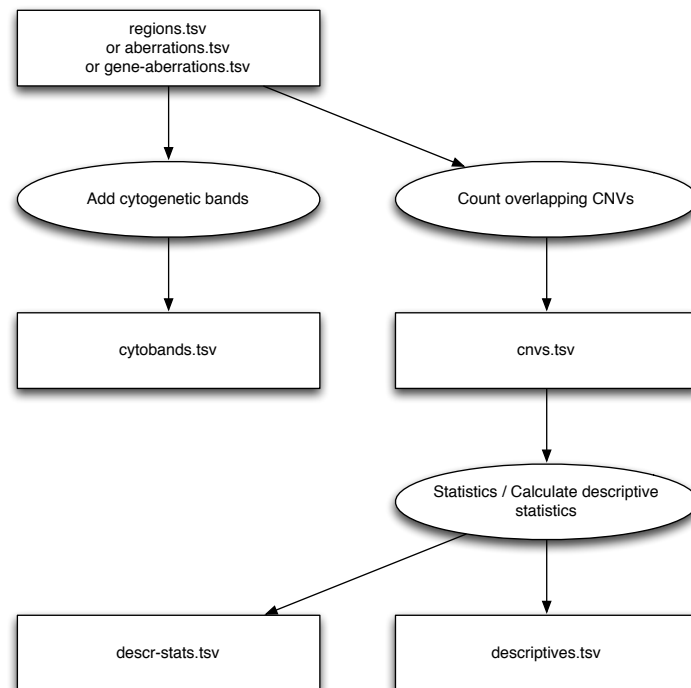 regions.tsv
or aberrations.tsv
or gene-aberrations.tsv
Add cytogenetic bands
Count overlapping CNVs
cytobands.tsv
cnvs.tsv
Statistics / Calculate descriptive
statistics
descr-stats.tsv
descriptives.tsv